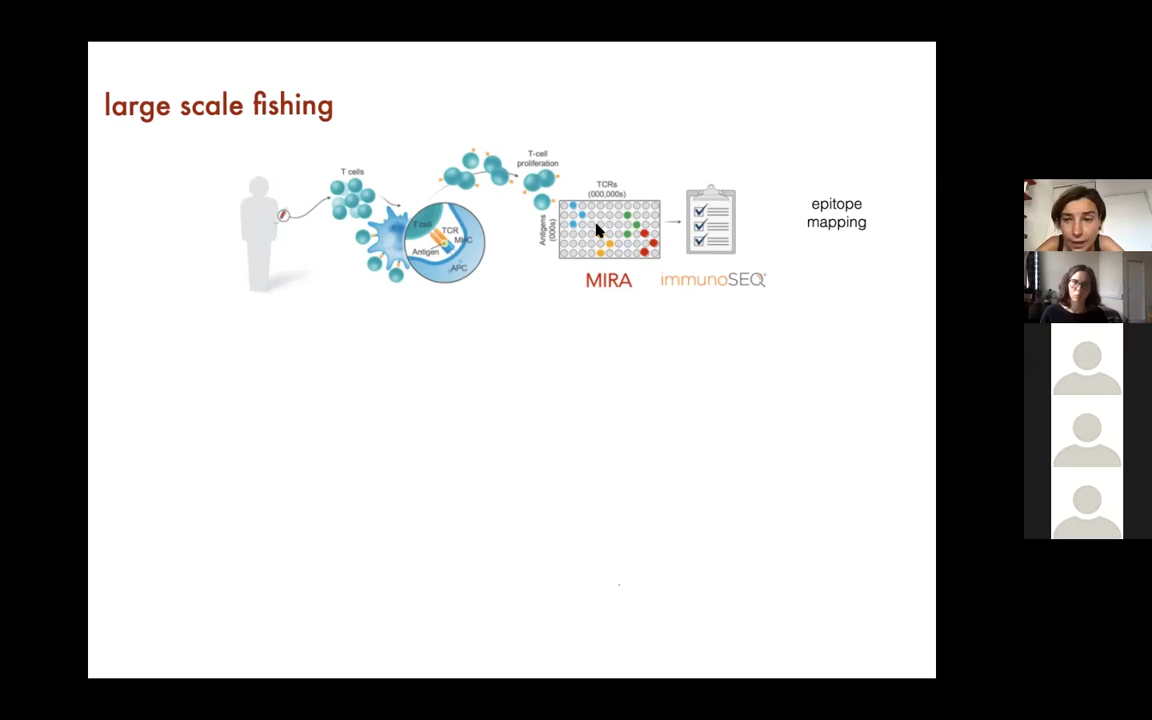 large scale fishing
T cells
T-cell
proliferation
T cell
TCR
MHC
Antigen
APC
TCRs
(000,000s)
Antigens
(000s)
MIRA
immunoSEQ
epitope
mapping